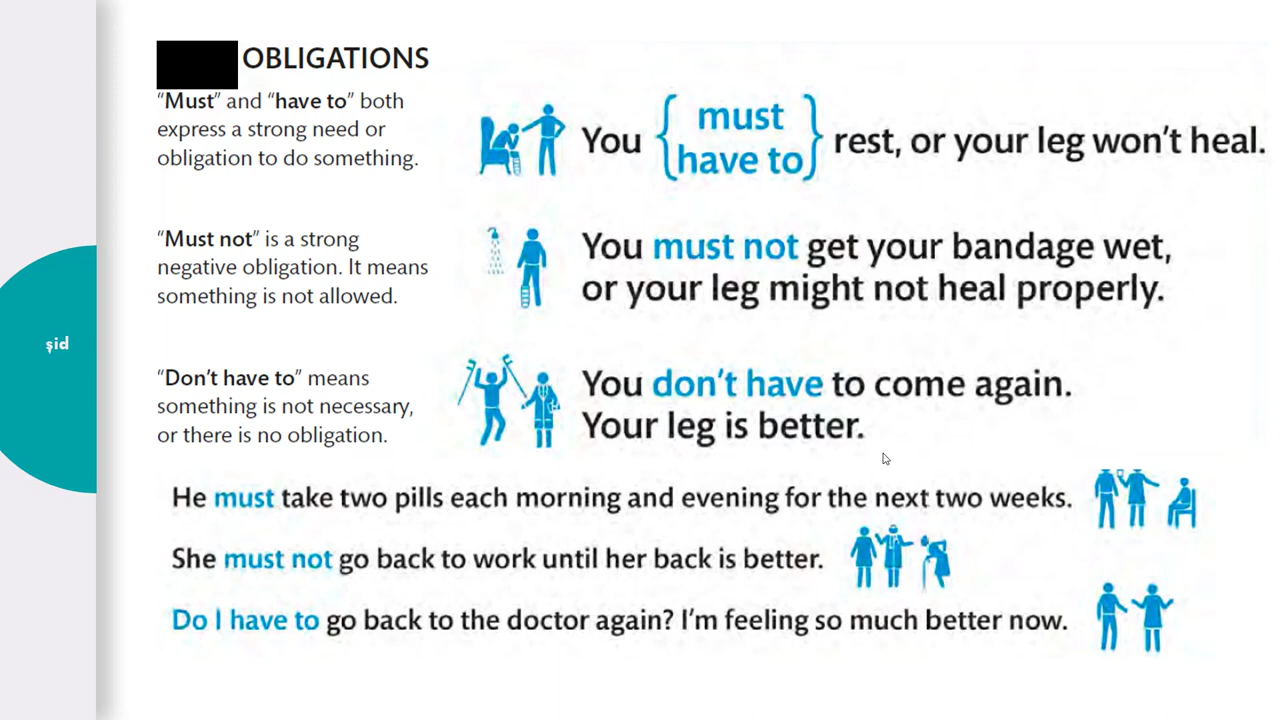 OBLIGATIONS
“Must” and “have to” both
express a strong need or
obligation to do something.
You { must
have to } rest, or your leg won’t heal.
“Must not” is a strong
negative obligation. It means
something is not allowed.
You must not get your bandage wet,
or your leg might not heal properly.
“Don’t have to” means
something is not necessary,
or there is no obligation.
You don’t have to come again.
Your leg is better.
He must take two pills each morning and evening for the next two weeks.
She must not go back to work until her back is better.
Do I have to go back to the doctor again? I’m feeling so much better now.
șid